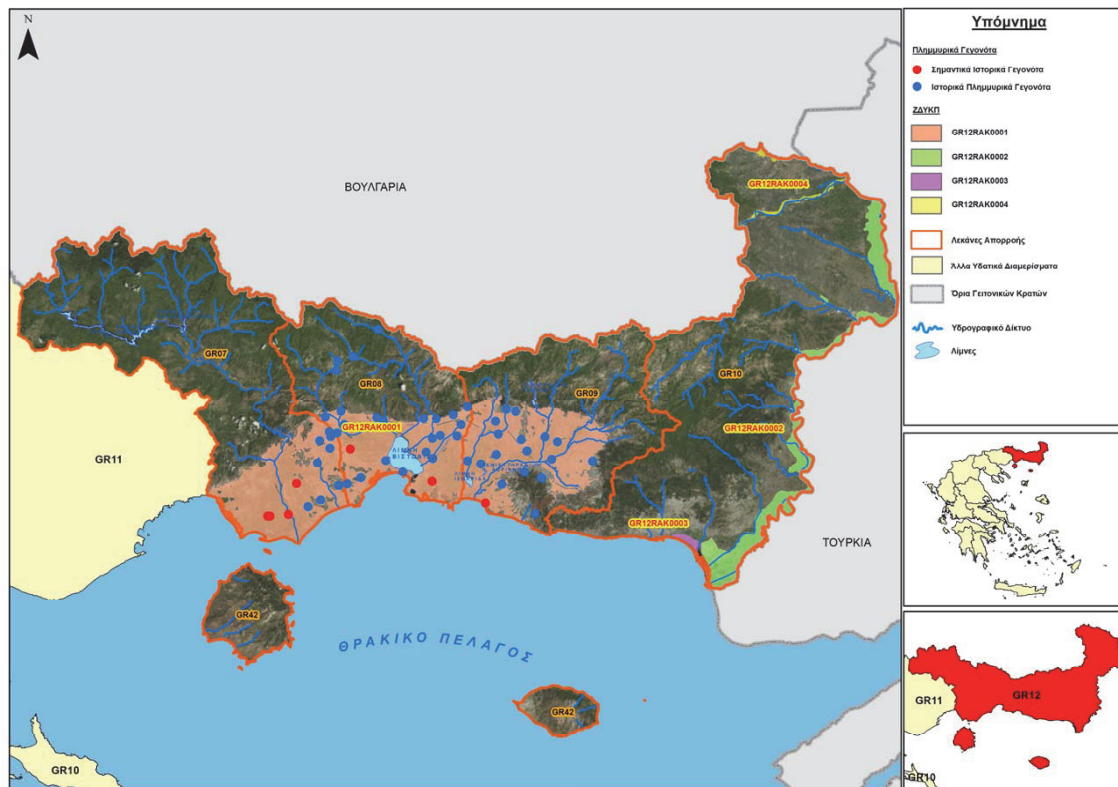 N
ΒΟΥΛΓΑΡΙΑ
GR12RAK0004
GR07
GR08
GR10
GR09
GR12RAK0001
GR12RAK0002
ΛΙΜΝΗ
ΒΙΣΤΩΝ
GR11
GR12RAK0003
ΤΟΥΡΚΙΑ
GR42
ΘΡΑΚΙΚΟ ΠΕΛΑΓΟΣ
GR42
GR10
Υπόμνημα
Πλημμυρικά Γεγονότα
Σημαντικά Ιστορικά Γεγονότα
Ιστορικά Πλημμυρικά Γεγονότα
ΖΔΥΚΠ
GR12RAK0001
GR12RAK0002
GR12RAK0003
GR12RAK0004
Λεκάνες Απορροής
Άλλα Υδατικά Διαμερίσματα
Όρια Γειτονικών Κρατών
Υδρογραφικό Δίκτυο
Λίμνες
GR12
GR11
GR10